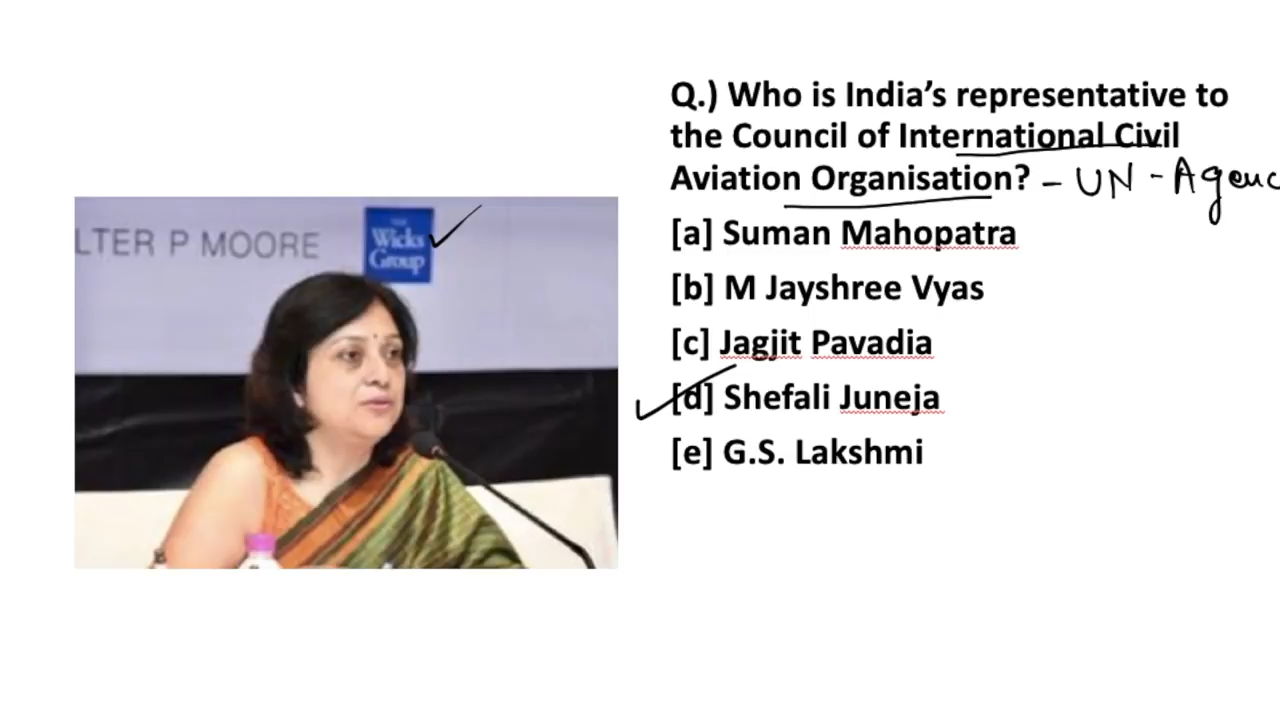 LTER P MOORE
THE
Wicks
Group
Q.) Who is India’s representative to
the Council of International Civil
Aviation Organisation? – UN - Agenc
[a] Suman Mahopatra
[b] M Jayshree Vyas
[c] Jagjit Pavadia
[d] Shefali Juneja
[e] G.S. Lakshmi